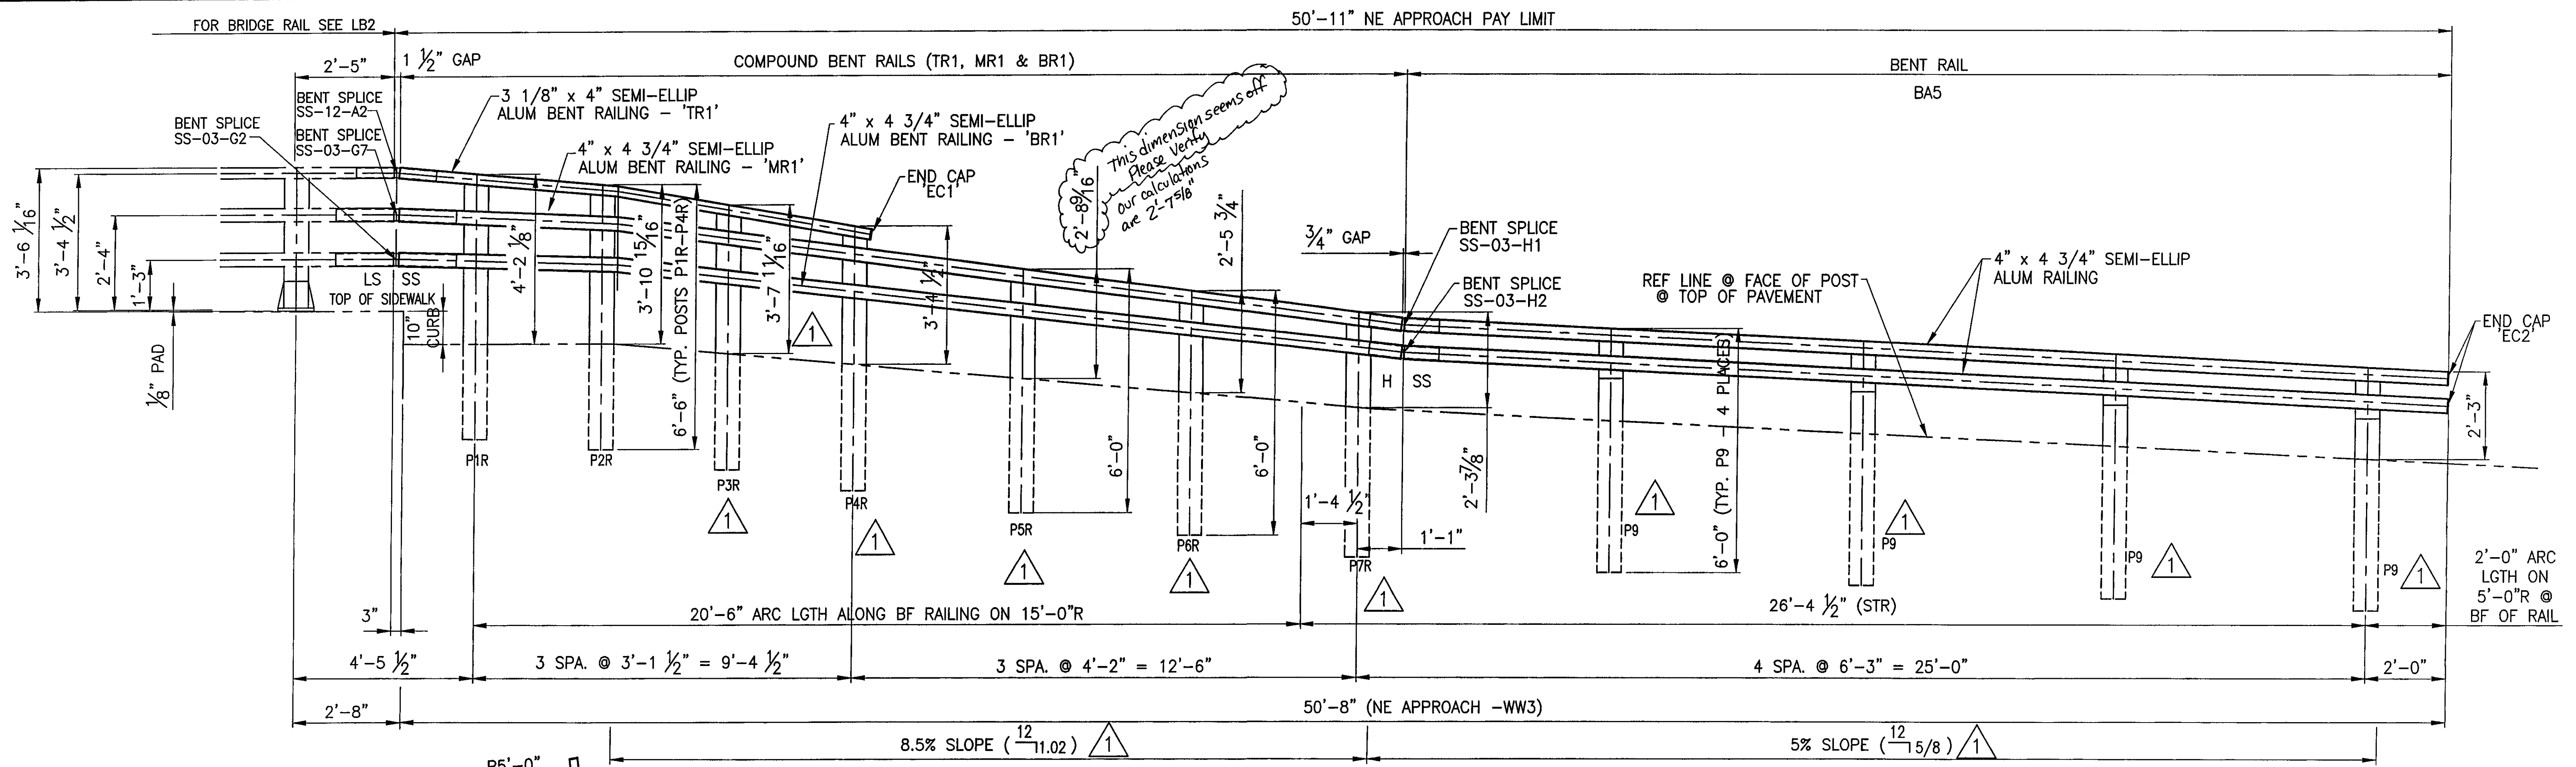 FOR BRIDGE RAIL SEE LB2
50'-11" NE APPROACH PAY LIMIT
2'-5"
1 1/2" GAP
COMPOUND BENT RAILS (TR1, MR1 & BR1)
BENT RAIL
BA5
BENT SPLICE
SS-12-A2
3 1/8" x 4" SEMI-ELLIP
ALUM BENT RAILING - 'TR1'
BENT SPLICE
SS-03-G2
BENT SPLICE
SS-03-G7
4" x 4 3/4" SEMI-ELLIP
ALUM BENT RAILING - 'MR1'
4" x 4 3/4" SEMI-ELLIP
ALUM BENT RAILING - 'BR1'
END CAP
'EC1'
This dimension seems off
Please Verify
our calculations
are 2'-7 5/8"
2'-8 9/16"
3'-6 1/16"
3'-4 1/2"
2'-4"
1'-3"
LS SS
TOP OF SIDEWALK
10"
CURB
1/8" PAD
4'-2 1/8"
3'-10 15/16"
6'-6" (TYP. POSTS P1R-P4R)
3'-7 11/16"
1
3'-4 1/2"
2'-5 3/4"
3/4" GAP
BENT SPLICE
SS-03-H1
BENT SPLICE
SS-03-H2
REF LINE @ FACE OF POST
@ TOP OF PAVEMENT
4" x 4 3/4" SEMI-ELLIP
ALUM RAILING
END CAP
'EC2'
H SS
2'-3"
6'-0"
6'-0"
2'-3 7/8"
6'-0" (TYP. P9 - 4 PLACES)
P1R
P2R
P3R
1
P4R
1
P5R
1
P6R
1
1'-4 1/2"
1'-1"
P7R
1
P9
1
P9
1
P9
1
P9
1
2'-0" ARC
LGTH ON
5'-0"R @
BF OF RAIL
3"
20'-6" ARC LGTH ALONG BF RAILING ON 15'-0"R
26'-4 1/2" (STR)
4'-5 1/2"
3 SPA. @ 3'-1 1/2" = 9'-4 1/2"
3 SPA. @ 4'-2" = 12'-6"
4 SPA. @ 6'-3" = 25'-0"
2'-0"
2'-8"
50'-8" (NE APPROACH -WW3)
8.5% SLOPE ( 12 1.02 ) 1
5% SLOPE ( 12 5/8 ) 1
R5'-0"